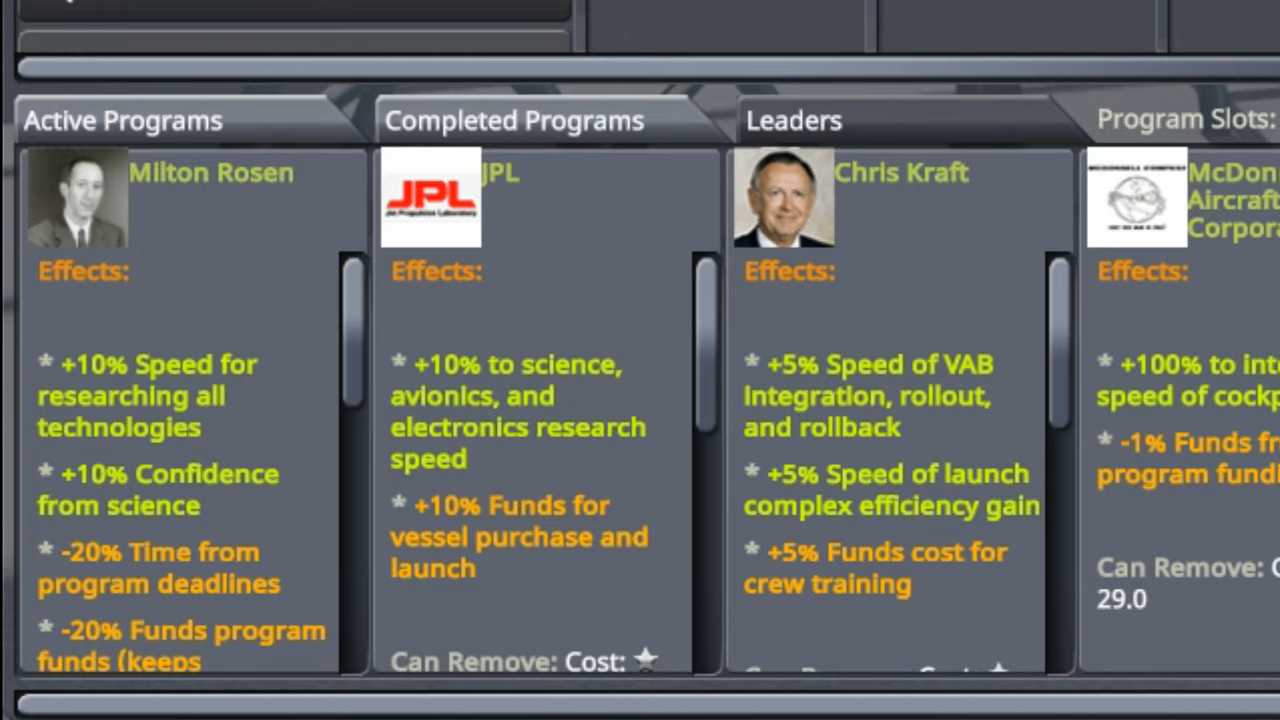 Active Programs
Completed Programs
Leaders
Program Slots:
Milton Rosen
Effects:
* +10% Speed for
researching all
technologies
* +10% Confidence
from science
* -20% Time from
program deadlines
* -20% Funds program
funds (keeps
JPL
Jet Propulsion Laboratory
JPL
Effects:
* +10% to science,
avionics, and
electronics research
speed
* +10% Funds for
vessel purchase and
launch
Can Remove: Cost: ★
Chris Kraft
Effects:
* +5% Speed of VAB
integration, rollout,
and rollback
* +5% Speed of launch
complex efficiency gain
* +5% Funds cost for
crew training
McDon
Aircraft
Corpora
Effects:
* +100% to int
speed of cockp
* -1% Funds fr
program fundi
Can Remove: C
29.0